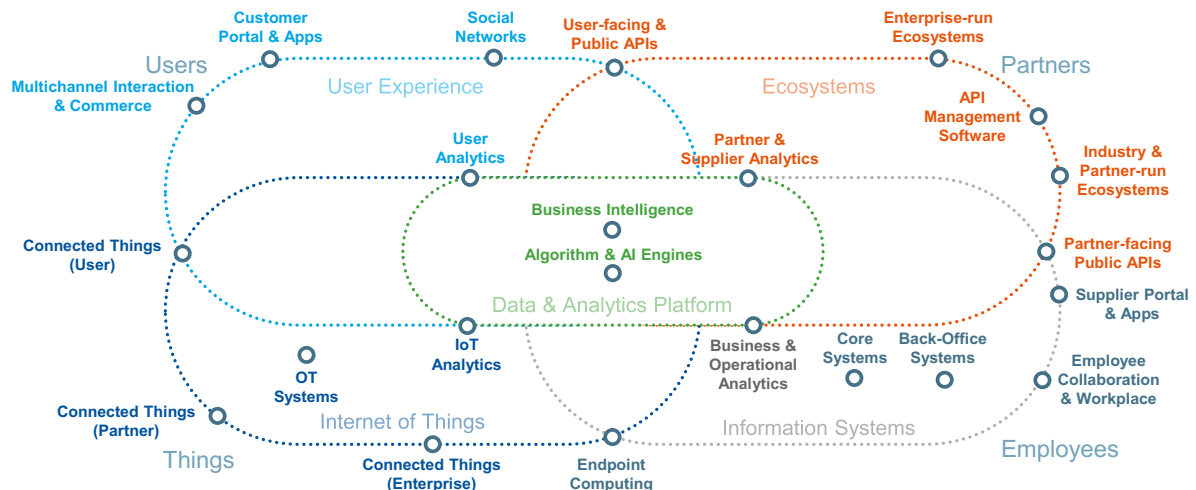 Customer
Portal & Apps
Social
Networks
User-facing &
Public APIs
Enterprise-run
Ecosystems
Users
Partners
Multichannel Interaction
& Commerce
User Experience
Ecosystems
API
Management
Software
User
Analytics
Partner &
Supplier Analytics
Industry &
Partner-run
Ecosystems
Business Intelligence
Connected Things
(User)
Algorithm & AI Engines
Partner-facing
Public APIs
Data & Analytics Platform
Supplier Portal
& Apps
IoT
Analytics
Business &
Operational
Analytics
Core
Systems
Back-Office
Systems
OT
Systems
Employee
Collaboration
& Workplace
Connected Things
(Partner)
Internet of Things
Information Systems
Things
Employees
Connected Things
(Enterprise)
Endpoint
Computing